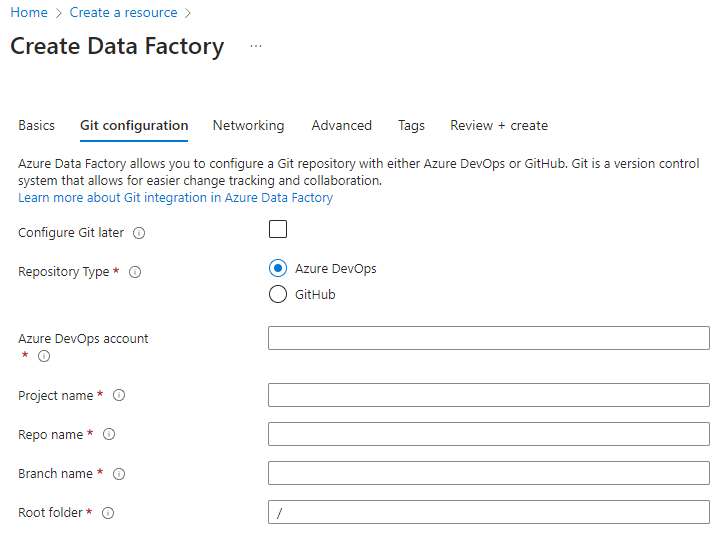 Home > Create a resource >
Create Data Factory ...
Basics Git configuration Networking Advanced Tags Review + create
Azure Data Factory allows you to configure a Git repository with either Azure DevOps or GitHub. Git is a version control
system that allows for easier change tracking and collaboration.
Learn more about Git integration in Azure Data Factory
Configure Git later
Repository Type *
Azure DevOps
GitHub
Azure DevOps account
*
Project name *
Repo name *
Branch name *
Root folder * /